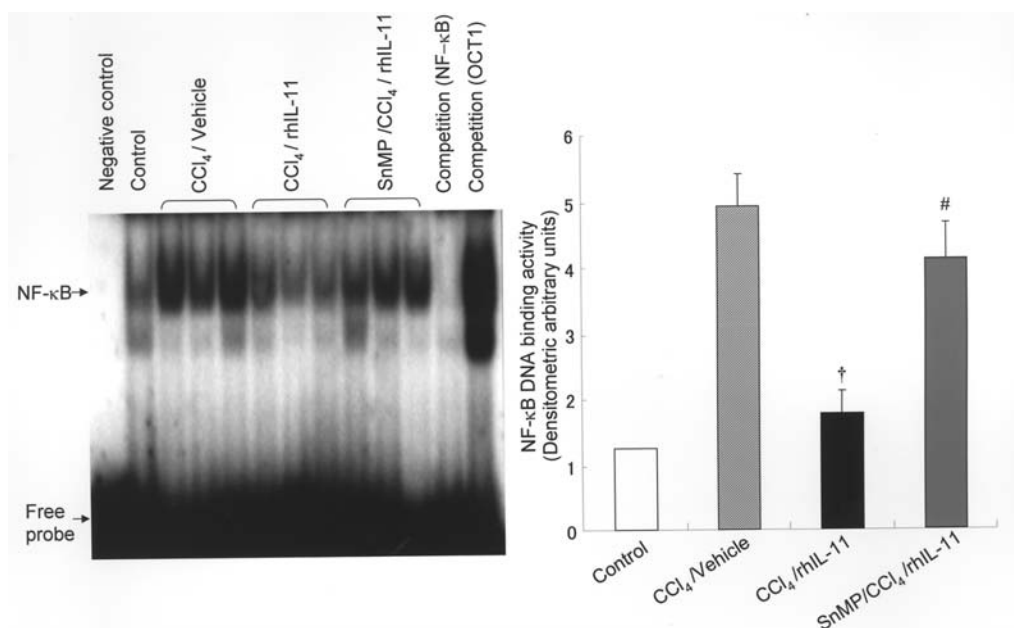 Negative control
Control
CCl₄ / Vehicle
CCl₄ / rhIL-11
SnMP /CCl₄ / rhIL-11
Competition (NF-κB)
Competition (OCT1)
NF-κB
Free
probe
NF-κB DNA binding activity
(Densitometric arbitrary units)
6
5
4
3
2
1
0
†
#
Control
CCl₄/Vehicle
CCl₄/rhIL-11
SnMP/CCl₄/rhIL-11